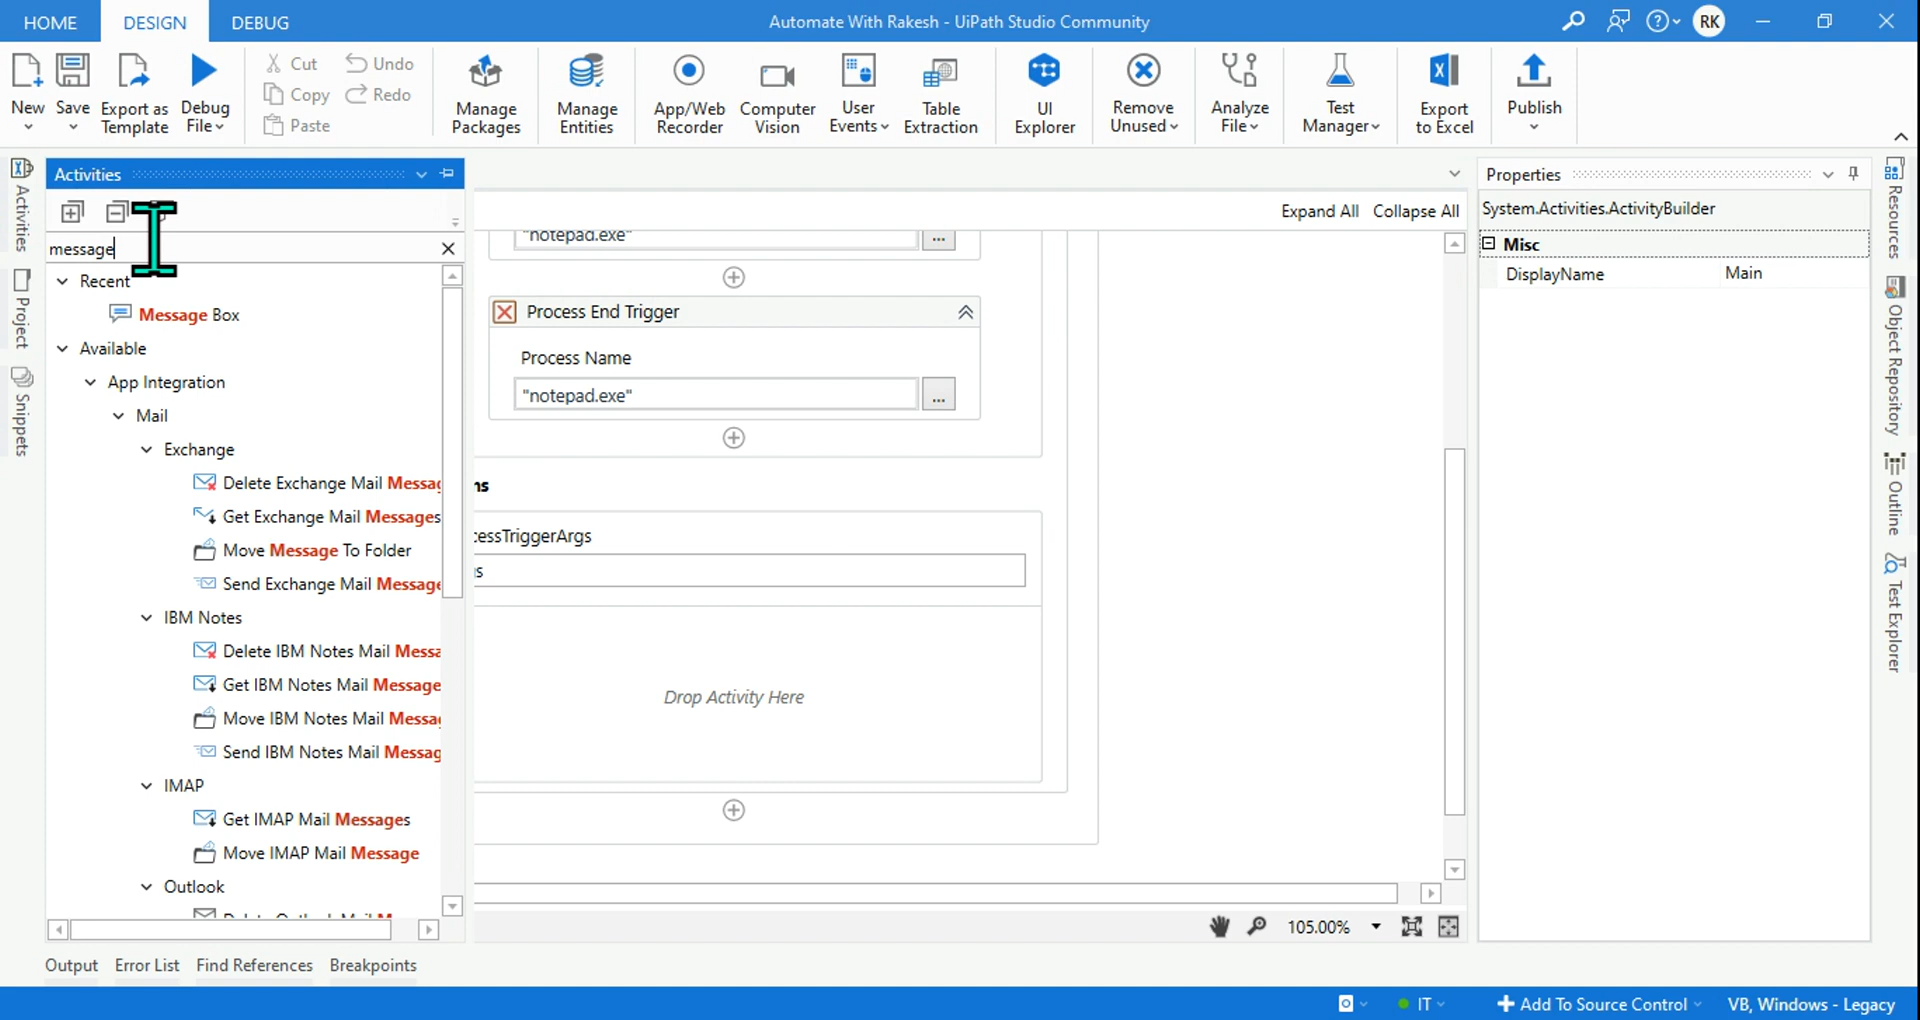 HOME DESIGN DEBUG Automate With Rakesh - UiPath Studio Community RK
New Save Export as Template Debug File Cut Copy Paste Undo Redo Manage Packages Manage Entities App/Web Recorder Computer Vision User Events Table Extraction UI Explorer Remove Unused Analyze File Test Manager Export to Excel Publish
Activities
Project
Snippets
Activities
message
Recent
Message Box
Available
App Integration
Mail
Exchange
Delete Exchange Mail Messag
Get Exchange Mail Messages
Move Message To Folder
Send Exchange Mail Message
IBM Notes
Delete IBM Notes Mail Messa
Get IBM Notes Mail Message
Move IBM Notes Mail Messag
Send IBM Notes Mail Messag
IMAP
Get IMAP Mail Messages
Move IMAP Mail Message
Outlook
Expand All Collapse All
"notepad.exe" ...
Process End Trigger
Process Name
"notepad.exe" ...
ns
cessTriggerArgs
s
Drop Activity Here
105.00%
Properties
System.Activities.ActivityBuilder
Misc
DisplayName Main
Resources
Object Repository
Outline
Test Explorer
Output Error List Find References Breakpoints
IT Add To Source Control VB, Windows - Legacy